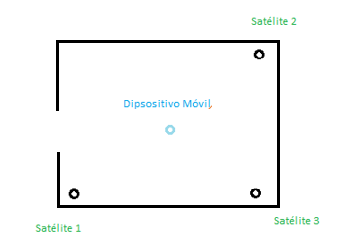 Satélite 2
Dipsositivo Móvil,
Satélite 3
Satélite 1